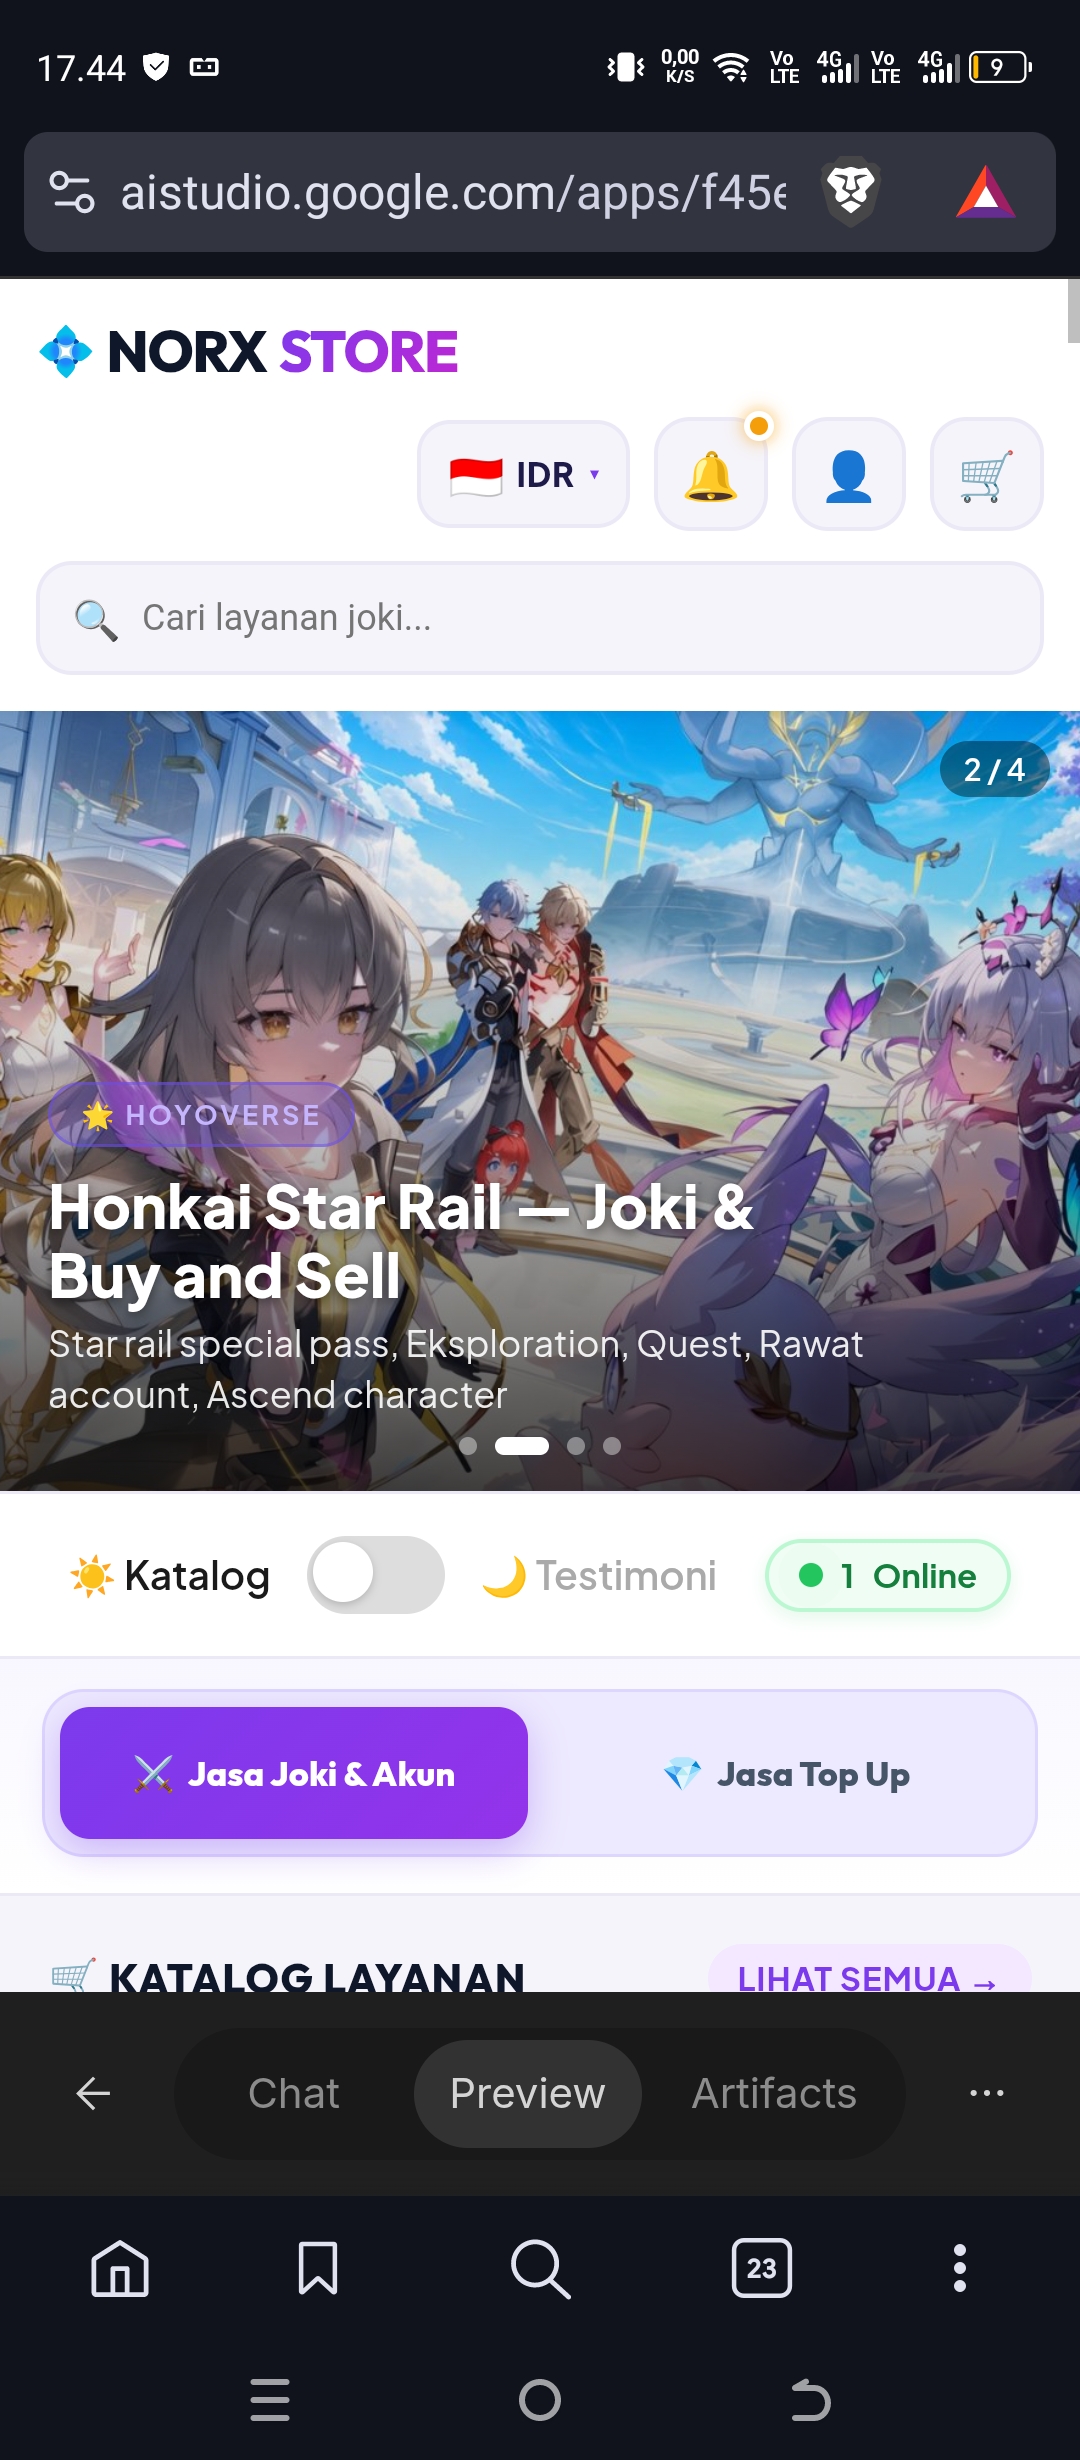 17.44
0,00
K/S
Vo
LTE
4G
Vo
LTE
4G
9
aistudio.google.com/apps/f45e
NORX STORE
IDR
Cari layanan joki...
2 / 4
HOYOVERSE
Honkai Star Rail — Joki &
Buy and Sell
Star rail special pass, Eksploration, Quest, Rawat
account, Ascend character
Katalog
Testimoni
1 Online
Jasa Joki & Akun
Jasa Top Up
KATALOG LAYANAN
LIHAT SEMUA →
Chat
Preview
Artifacts
23